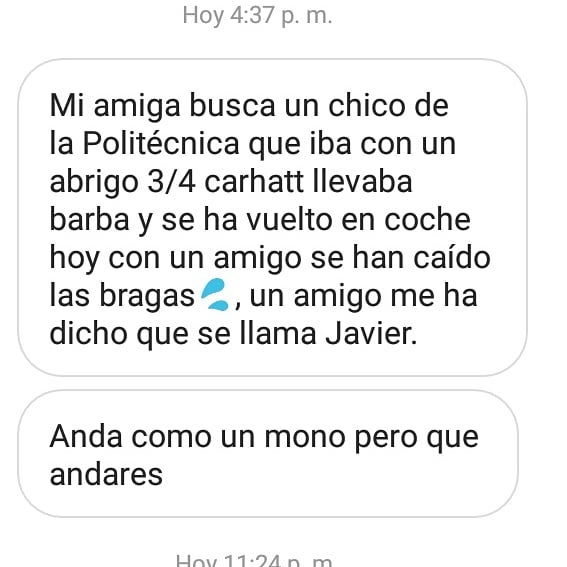 Hoy 4:37 p. m.
Mi amiga busca un chico de
la Politécnica que iba con un
abrigo 3/4 carhatt llevaba
barba y se ha vuelto en coche
hoy con un amigo se han caído
las bragas💦, un amigo me ha
dicho que se llama Javier.
Anda como un mono pero que
andares
Hoy 11:24 p. m.